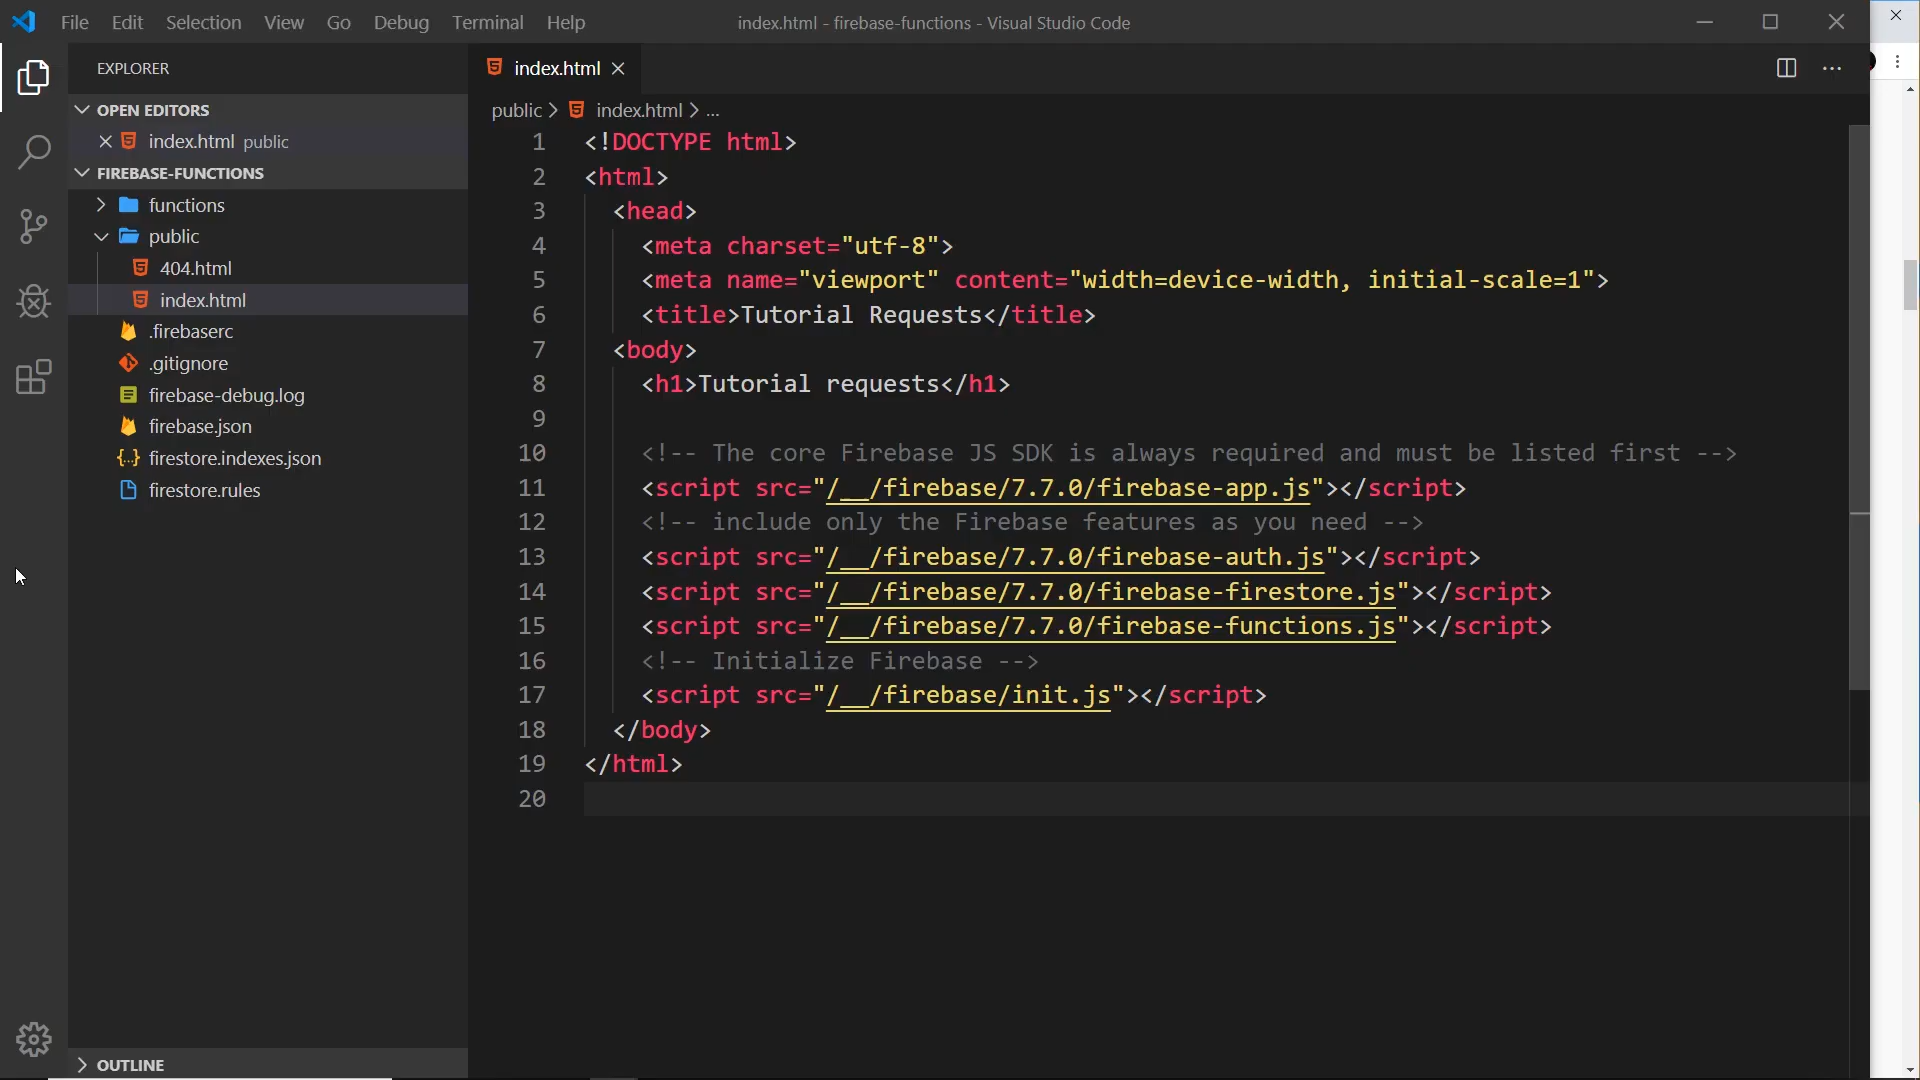 File Edit Selection View Go Debug Terminal Help
index.html - firebase-functions - Visual Studio Code
EXPLORER
OPEN EDITORS
index.html public
FIREBASE-FUNCTIONS
functions
public
404.html
index.html
.firebaserc
.gitignore
firebase-debug.log
firebase.json
firestore.indexes.json
firestore.rules
OUTLINE
index.html
public > index.html > ...
1 <!DOCTYPE html>
2 <html>
3 <head>
4 <meta charset="utf-8">
5 <meta name="viewport" content="width=device-width, initial-scale=1">
6 <title>Tutorial Requests</title>
7 <body>
8 <h1>Tutorial requests</h1>
9
10 <!-- The core Firebase JS SDK is always required and must be listed first -->
11 <script src="/__/firebase/7.7.0/firebase-app.js"></script>
12 <!-- include only the Firebase features as you need -->
13 <script src="/__/firebase/7.7.0/firebase-auth.js"></script>
14 <script src="/__/firebase/7.7.0/firebase-firestore.js"></script>
15 <script src="/__/firebase/7.7.0/firebase-functions.js"></script>
16 <!-- Initialize Firebase -->
17 <script src="/__/firebase/init.js"></script>
18 </body>
19 </html>
20